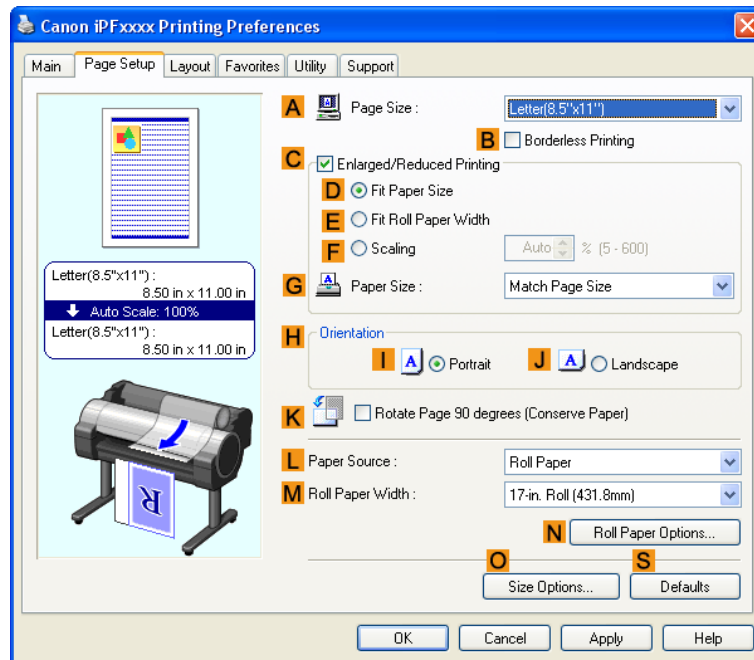 Canon iPFxxxx Printing Preferences
Main Page Setup Layout Favorites Utility Support
A Page Size : Letter(8.5"x11")
B Borderless Printing
C Enlarged/Reduced Printing
D Fit Paper Size
E Fit Roll Paper Width
F Scaling Auto % (5 - 600)
G A Paper Size : Match Page Size
Letter(8.5"x11") :
8.50 in x 11.00 in
Auto Scale: 100%
Letter(8.5"x11") :
8.50 in x 11.00 in
H Orientation
I A Portrait J A Landscape
K Rotate Page 90 degrees (Conserve Paper)
R
L Paper Source : Roll Paper
M Roll Paper Width : 17-in. Roll (431.8mm)
N Roll Paper Options...
O S
Size Options... Defaults
OK Cancel Apply Help